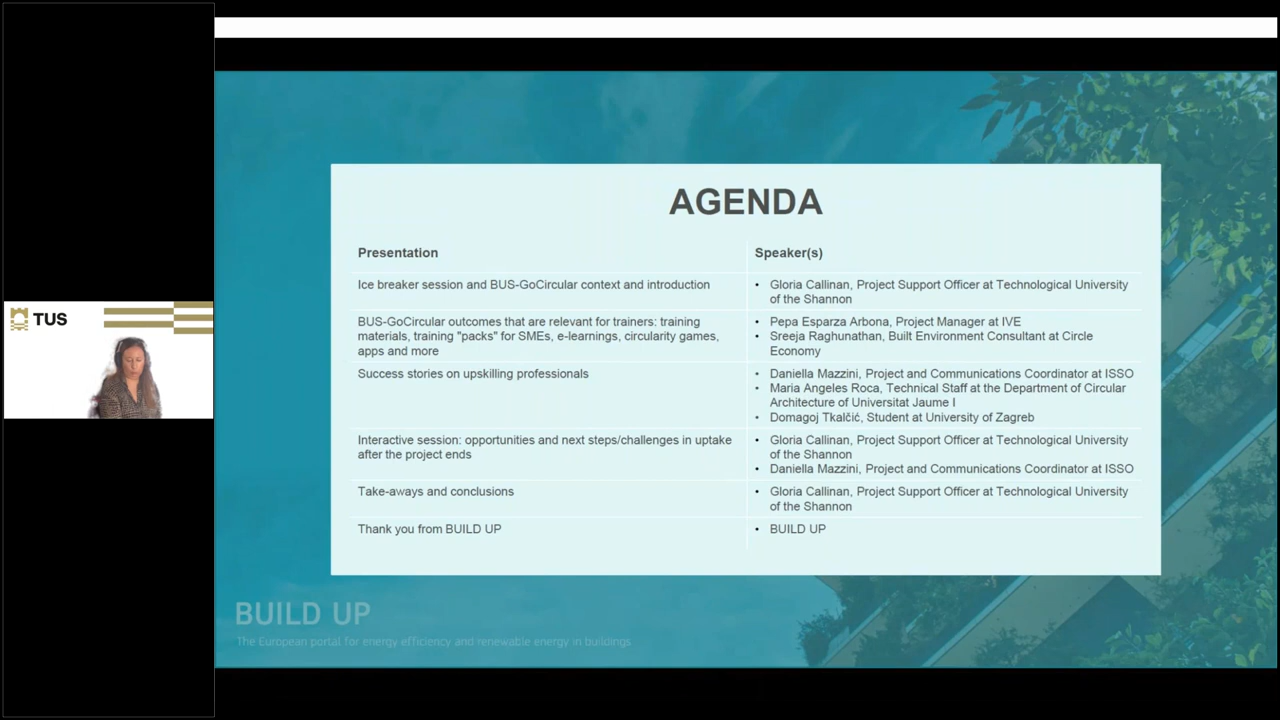 TUS
AGENDA
Presentation
Speaker(s)
Ice breaker session and BUS-GoCircular context and introduction
• Gloria Callinan, Project Support Officer at Technological University
of the Shannon
BUS-GoCircular outcomes that are relevant for trainers: training
materials, training "packs" for SMEs, e-learnings, circularity games,
apps and more
• Pepa Esparza Arbona, Project Manager at IVE
• Sreeja Raghunathan, Built Environment Consultant at Circle
Economy
Success stories on upskilling professionals
• Daniella Mazzini, Project and Communications Coordinator at ISSO
• Maria Angeles Roca, Technical Staff at the Department of Circular
Architecture of Universitat Jaume I
• Domagoj Tkalčić, Student at University of Zagreb
Interactive session: opportunities and next steps/challenges in uptake
after the project ends
• Gloria Callinan, Project Support Officer at Technological University
of the Shannon
• Daniella Mazzini, Project and Communications Coordinator at ISSO
Take-aways and conclusions
• Gloria Callinan, Project Support Officer at Technological University
of the Shannon
Thank you from BUILD UP
• BUILD UP
BUILD UP
The European portal for energy efficiency and renewable energy in buildings